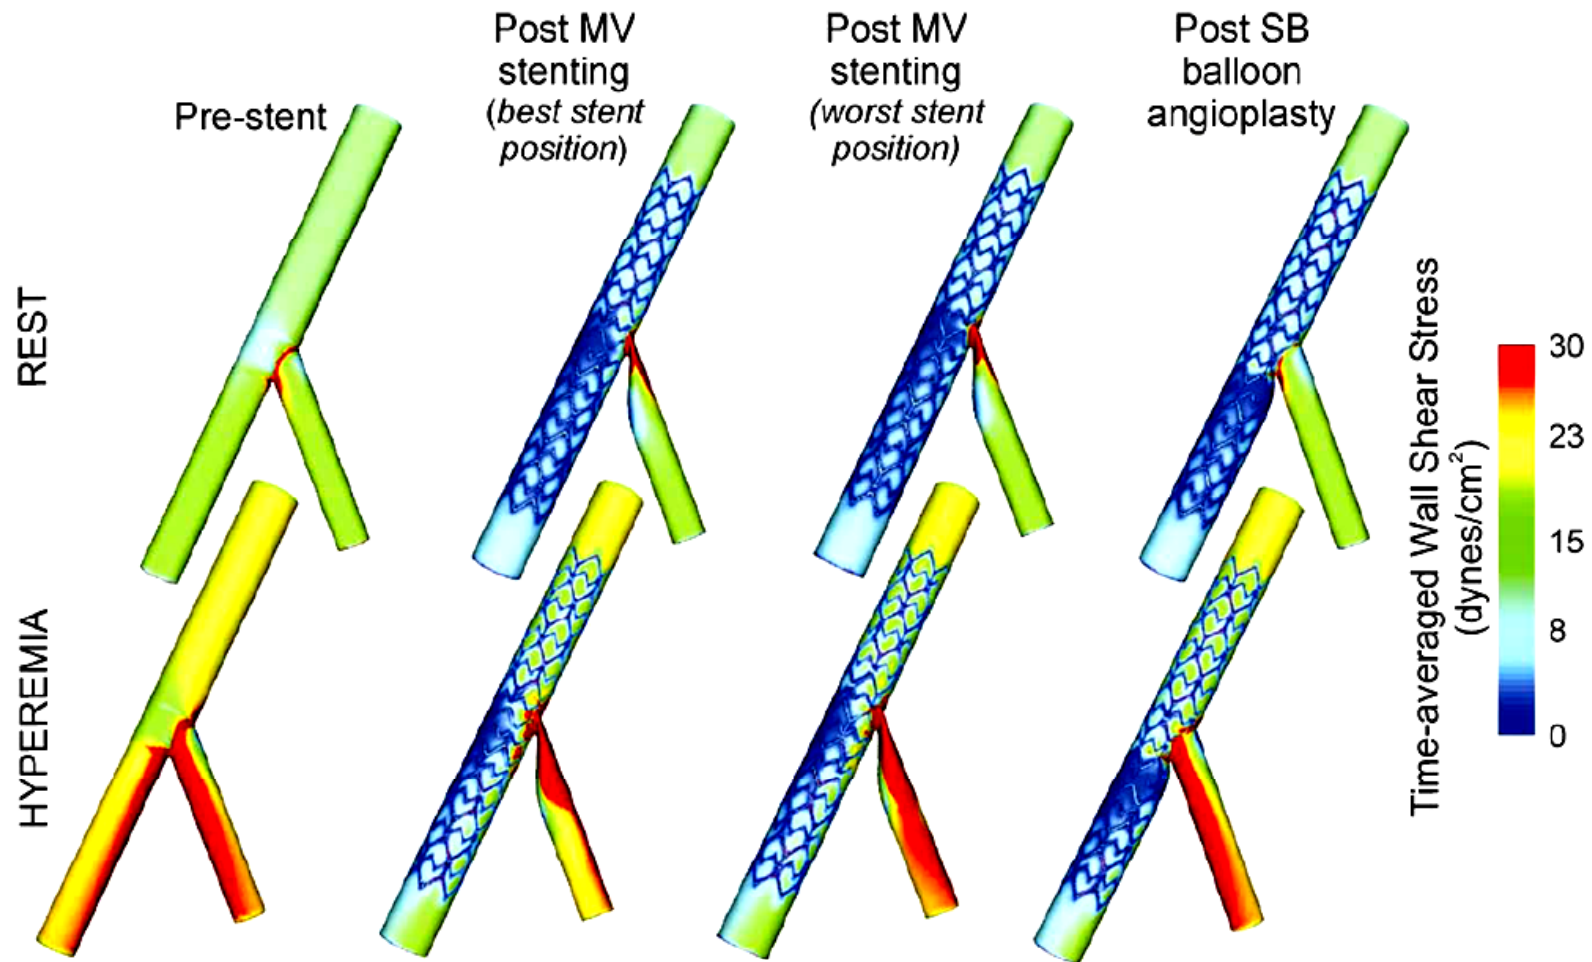 Pre-stent
Post MV
stenting
(best stent
position)
Post MV
stenting
(worst stent
position)
Post SB
balloon
angioplasty
REST
HYPEREMIA
Time-averaged Wall Shear Stress
(dynes/cm²)
30
23
15
8
0